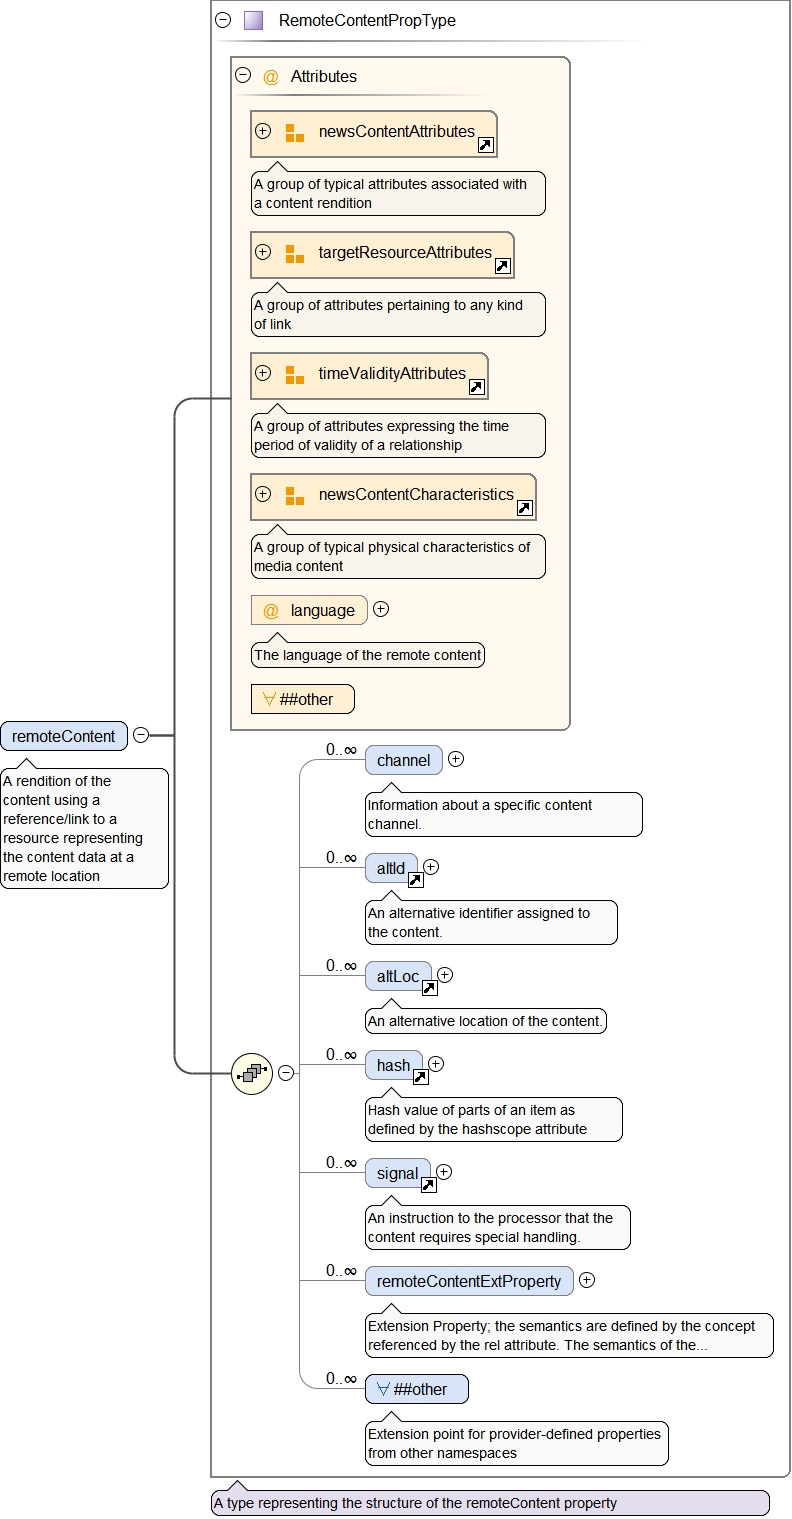 RemoteContentPropType
@ Attributes
newsContentAttributes
A group of typical attributes associated with
a content rendition
targetResourceAttributes
A group of attributes pertaining to any kind
of link
timeValidityAttributes
A group of attributes expressing the time
period of validity of a relationship
newsContentCharacteristics
A group of typical physical characteristics of
media content
@ language
The language of the remote content
∀ ##other
remoteContent
A rendition of the
content using a
reference/link to a
resource representing
the content data at a
remote location
0..∞ channel
Information about a specific content
channel.
0..∞ altId
An alternative identifier assigned to
the content.
0..∞ altLoc
An alternative location of the content.
0..∞ hash
Hash value of parts of an item as
defined by the hashscope attribute
0..∞ signal
An instruction to the processor that the
content requires special handling.
0..∞ remoteContentExtProperty
Extension Property; the semantics are defined by the concept
referenced by the rel attribute. The semantics of the...
0..∞ ∀ ##other
Extension point for provider-defined properties
from other namespaces
A type representing the structure of the remoteContent property